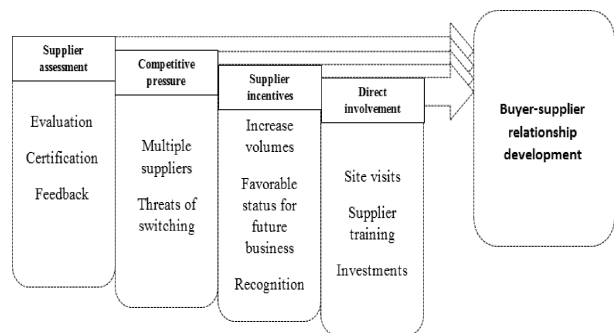 Supplier
assessment
Evaluation
Certification
Feedback
Competitive
pressure
Multiple
suppliers
Threats of
switching
Supplier
incentives
Increase
volumes
Favorable
status for
future
business
Recognition
Direct
involvement
Site visits
Supplier
training
Investments
Buyer-supplier
relationship
development